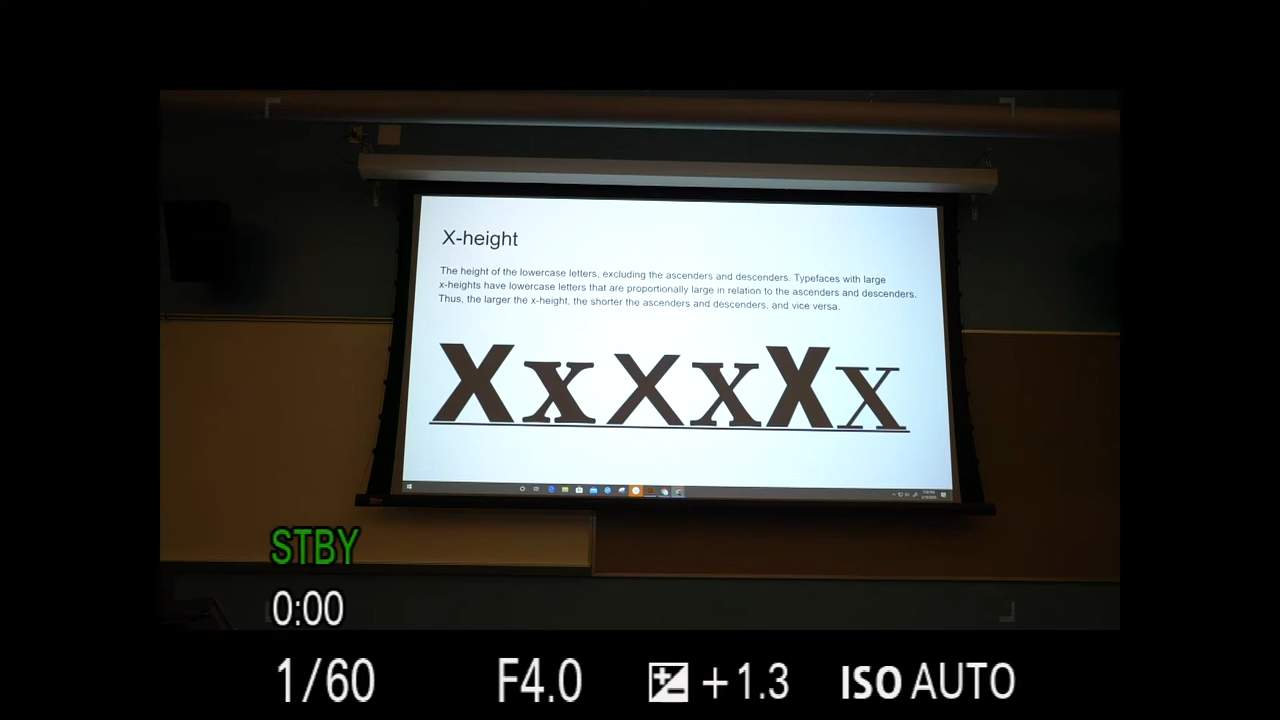 X-height
The height of the lowercase letters, excluding the ascenders and descenders. Typefaces with large
x-heights have lowercase letters that are proportionally large in relation to the ascenders and descenders.
Thus, the larger the x-height, the shorter the ascenders and descenders, and vice versa.
XxXxXx
STBY
0:00
1/60 F4.0 +1.3 ISO AUTO